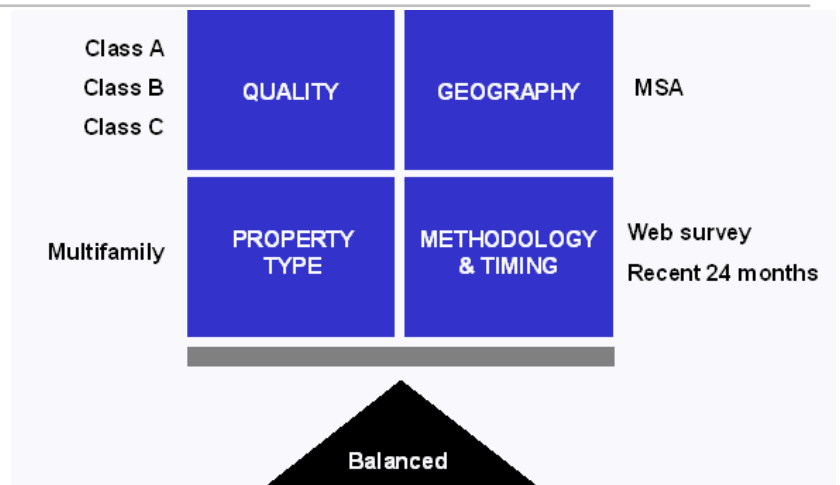 Class A
Class B
Class C
QUALITY
GEOGRAPHY
MSA
Multifamily
PROPERTY
TYPE
METHODOLOGY
& TIMING
Web survey
Recent 24 months
Balanced